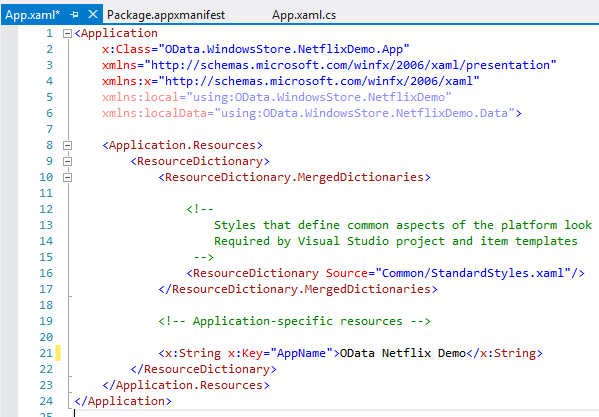 App.xaml* Package.appxmanifest App.xaml.cs
1 <Application
2 x:Class="OData.WindowsStore.NetflixDemo.App"
3 xmlns="http://schemas.microsoft.com/winfx/2006/xaml/presentation"
4 xmlns:x="http://schemas.microsoft.com/winfx/2006/xaml"
5 xmlns:local="using:OData.WindowsStore.NetflixDemo"
6 xmlns:localData="using:OData.WindowsStore.NetflixDemo.Data">
7
8 <Application.Resources>
9 <ResourceDictionary>
10 <ResourceDictionary.MergedDictionaries>
11
12 <!--
13 Styles that define common aspects of the platform look
14 Required by Visual Studio project and item templates
15 -->
16 <ResourceDictionary Source="Common/StandardStyles.xaml"/>
17 </ResourceDictionary.MergedDictionaries>
18
19 <!-- Application-specific resources -->
20
21 <x:String x:Key="AppName">OData Netflix Demo</x:String>
22 </ResourceDictionary>
23 </Application.Resources>
24 </Application>
25